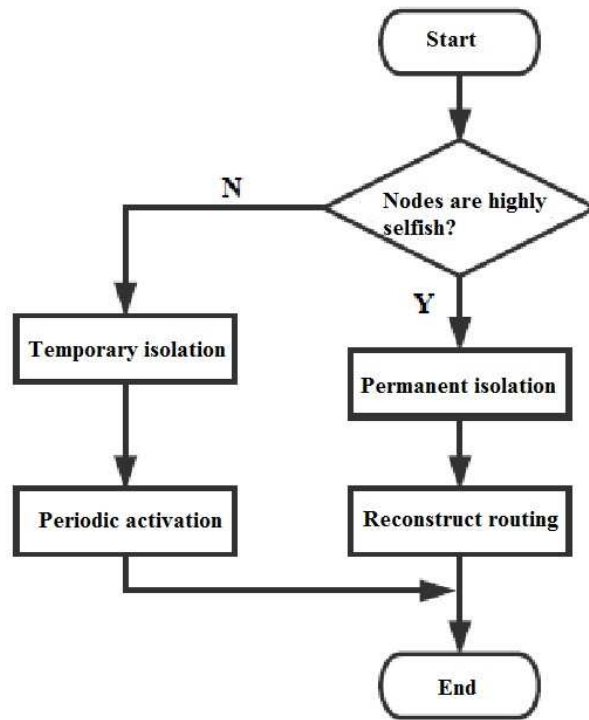 Start
Nodes are highly
selfish?
N
Y
Temporary isolation
Permanent isolation
Periodic activation
Reconstruct routing
End